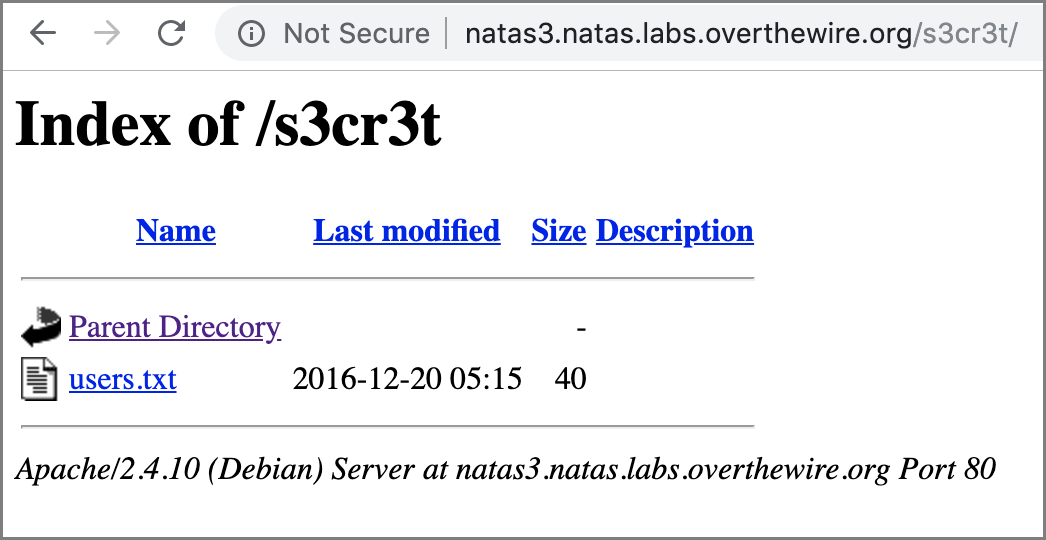 Not Secure natas3.natas.labs.overthewire.org/s3cr3t/
Index of /s3cr3t
Name Last modified Size Description
Parent Directory -
users.txt 2016-12-20 05:15 40
Apache/2.4.10 (Debian) Server at natas3.natas.labs.overthewire.org Port 80